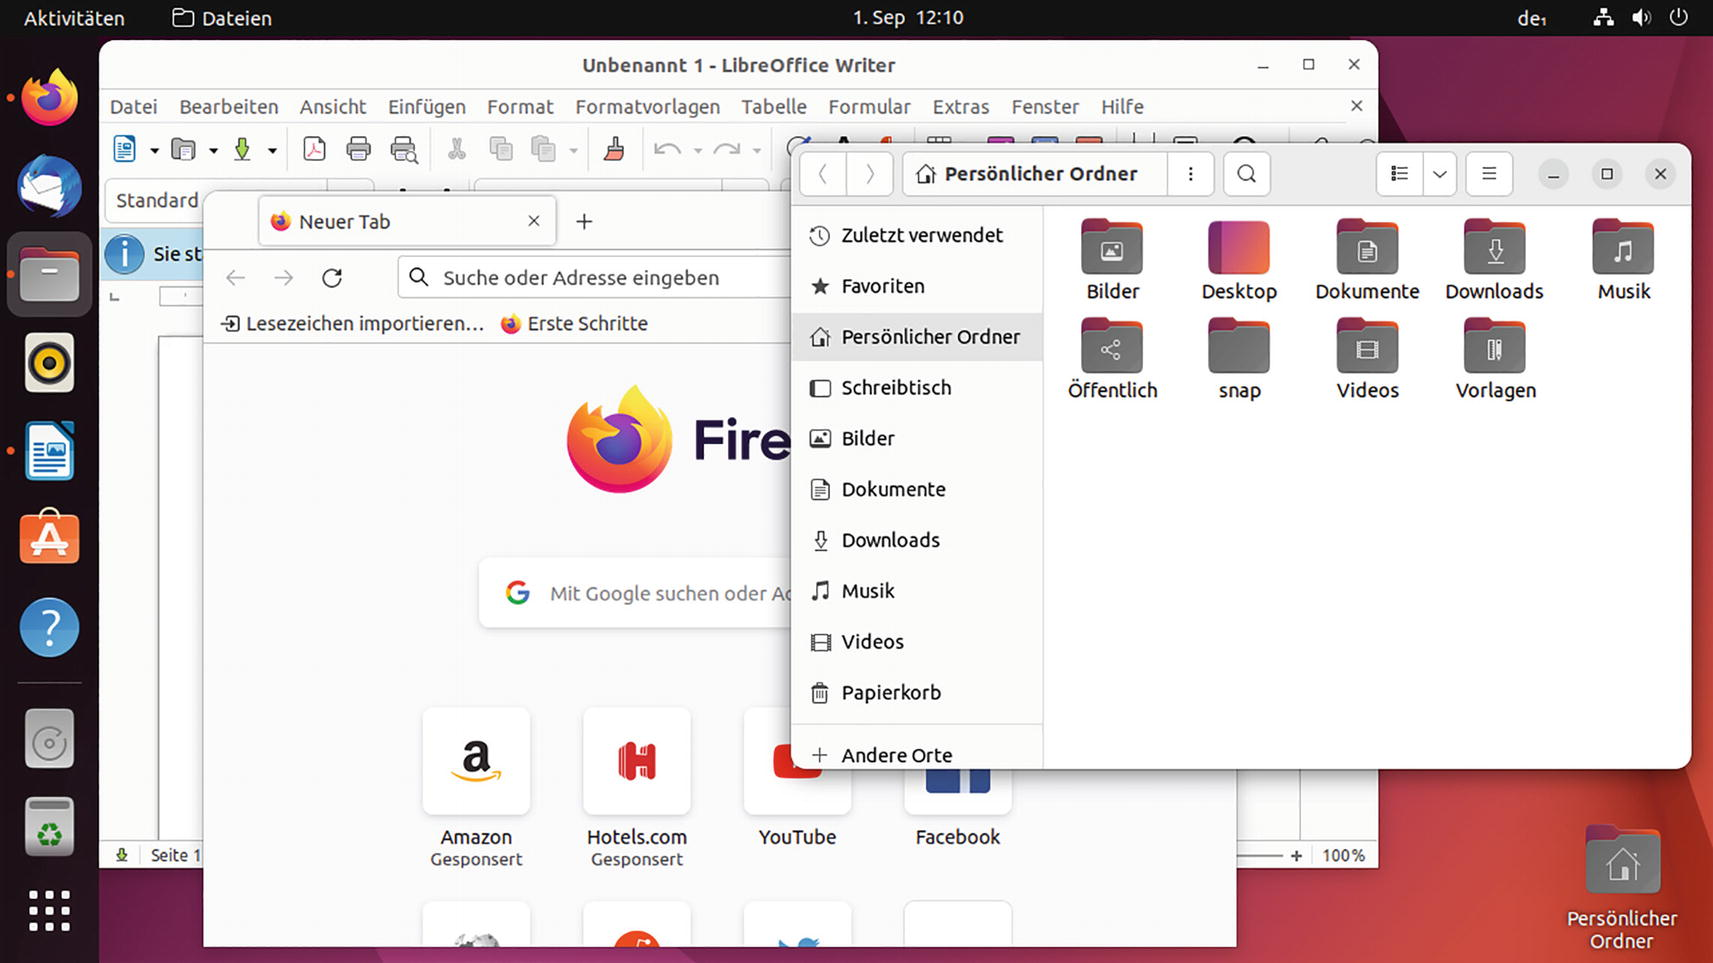 Aktivitäten Dateien 1. Sep 12:10 de₁
Unbenannt 1 - LibreOffice Writer
Datei Bearbeiten Ansicht Einfügen Format Formatvorlagen Tabelle Formular Extras Fenster Hilfe
Standard
Sie
Seite 1
100%
Neuer Tab
Suche oder Adresse eingeben
Lesezeichen importieren... Erste Schritte
Fire
Mit Google suchen oder
Amazon Hotels.com YouTube Facebook
Gesponsert Gesponsert
Persönlicher Ordner
Zuletzt verwendet
Favoriten
Persönlicher Ordner
Schreibtisch
Bilder
Dokumente
Downloads
Musik
Videos
Papierkorb
Andere Orte
Bilder Desktop Dokumente Downloads Musik
Öffentlich snap Videos Vorlagen
Persönlicher
Ordner